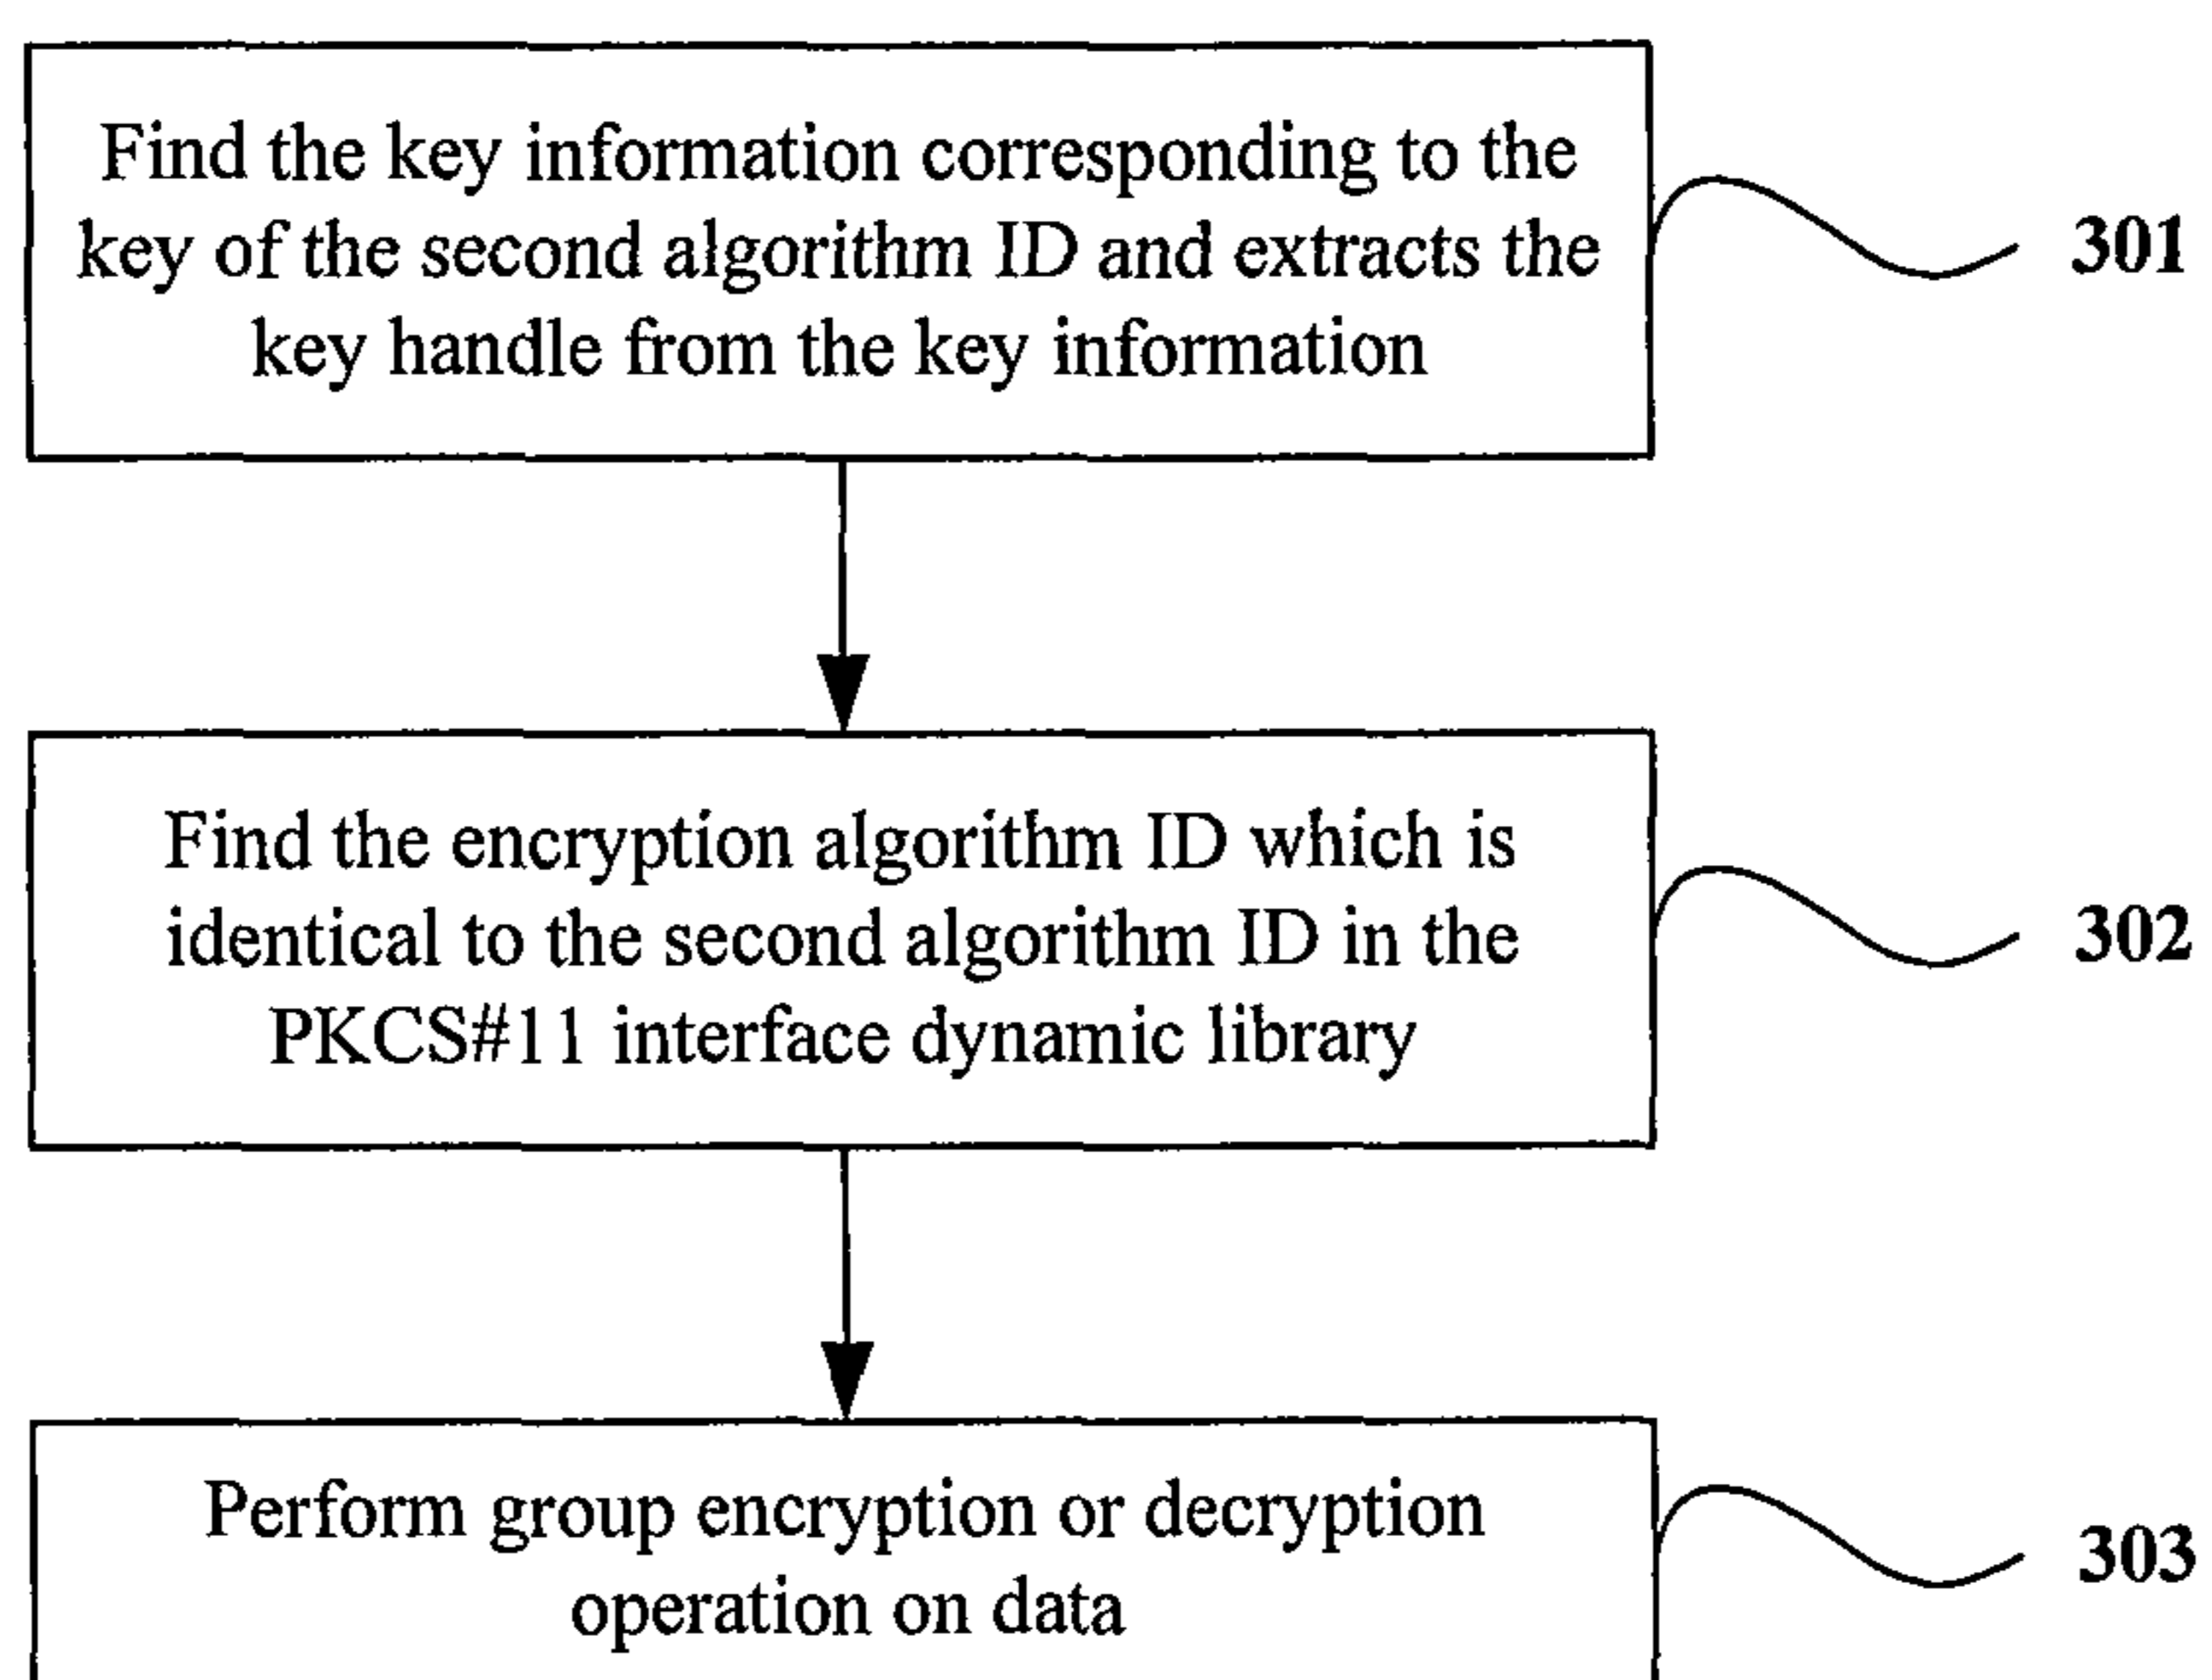 Find the key information corresponding to the
key of the second algorithm ID and extracts the
key handle from the key information
301
Find the encryption algorithm ID which is
identical to the second algorithm ID in the
PKCS#11 interface dynamic library
302
Perform group encryption or decryption
operation on data
303